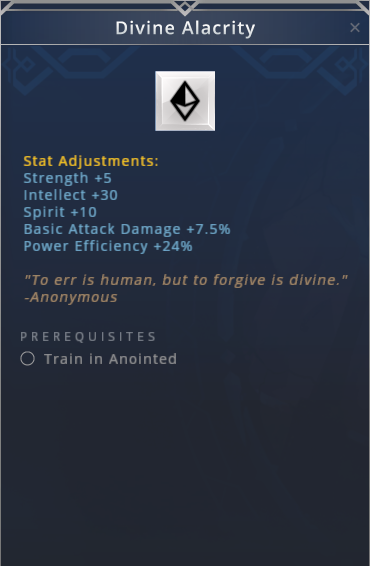 Divine Alacrity
Stat Adjustments:
Strength +5
Intellect +30
Spirit +10
Basic Attack Damage +7.5%
Power Efficiency +24%
"To err is human, but to forgive is divine."
-Anonymous
PREREQUISITES
Train in Anointed